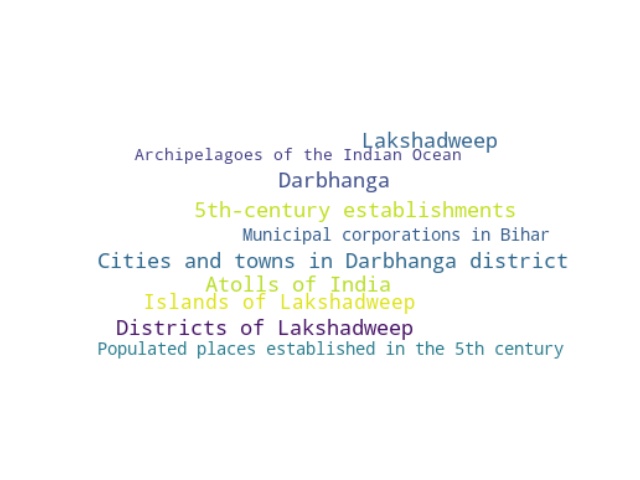 Lakshadweep
Archipelagoes of the Indian Ocean
Darbhanga
5th-century establishments
Municipal corporations in Bihar
Cities and towns in Darbhanga district
Atolls of India
Islands of Lakshadweep
Districts of Lakshadweep
Populated places established in the 5th century